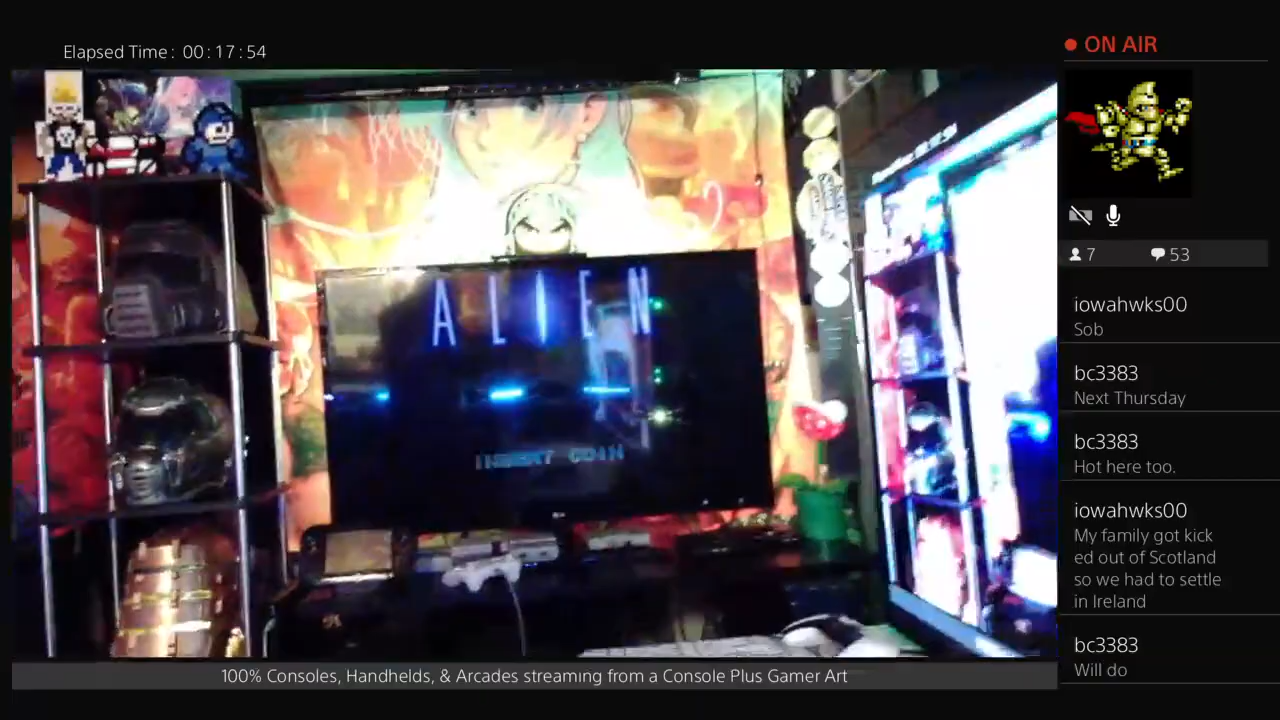 Elapsed Time: 00:17:54
ON AIR
7
53
ALIEN
INSERT COIN
iowahwks00
Sob
bc3383
Next Thursday
bc3383
Hot here too.
iowahwks00
My family got kick
ed out of Scotland
so we had to settle
in Ireland
bc3383
Will do
100% Consoles, Handhelds, & Arcades streaming from a Console Plus Gamer Art